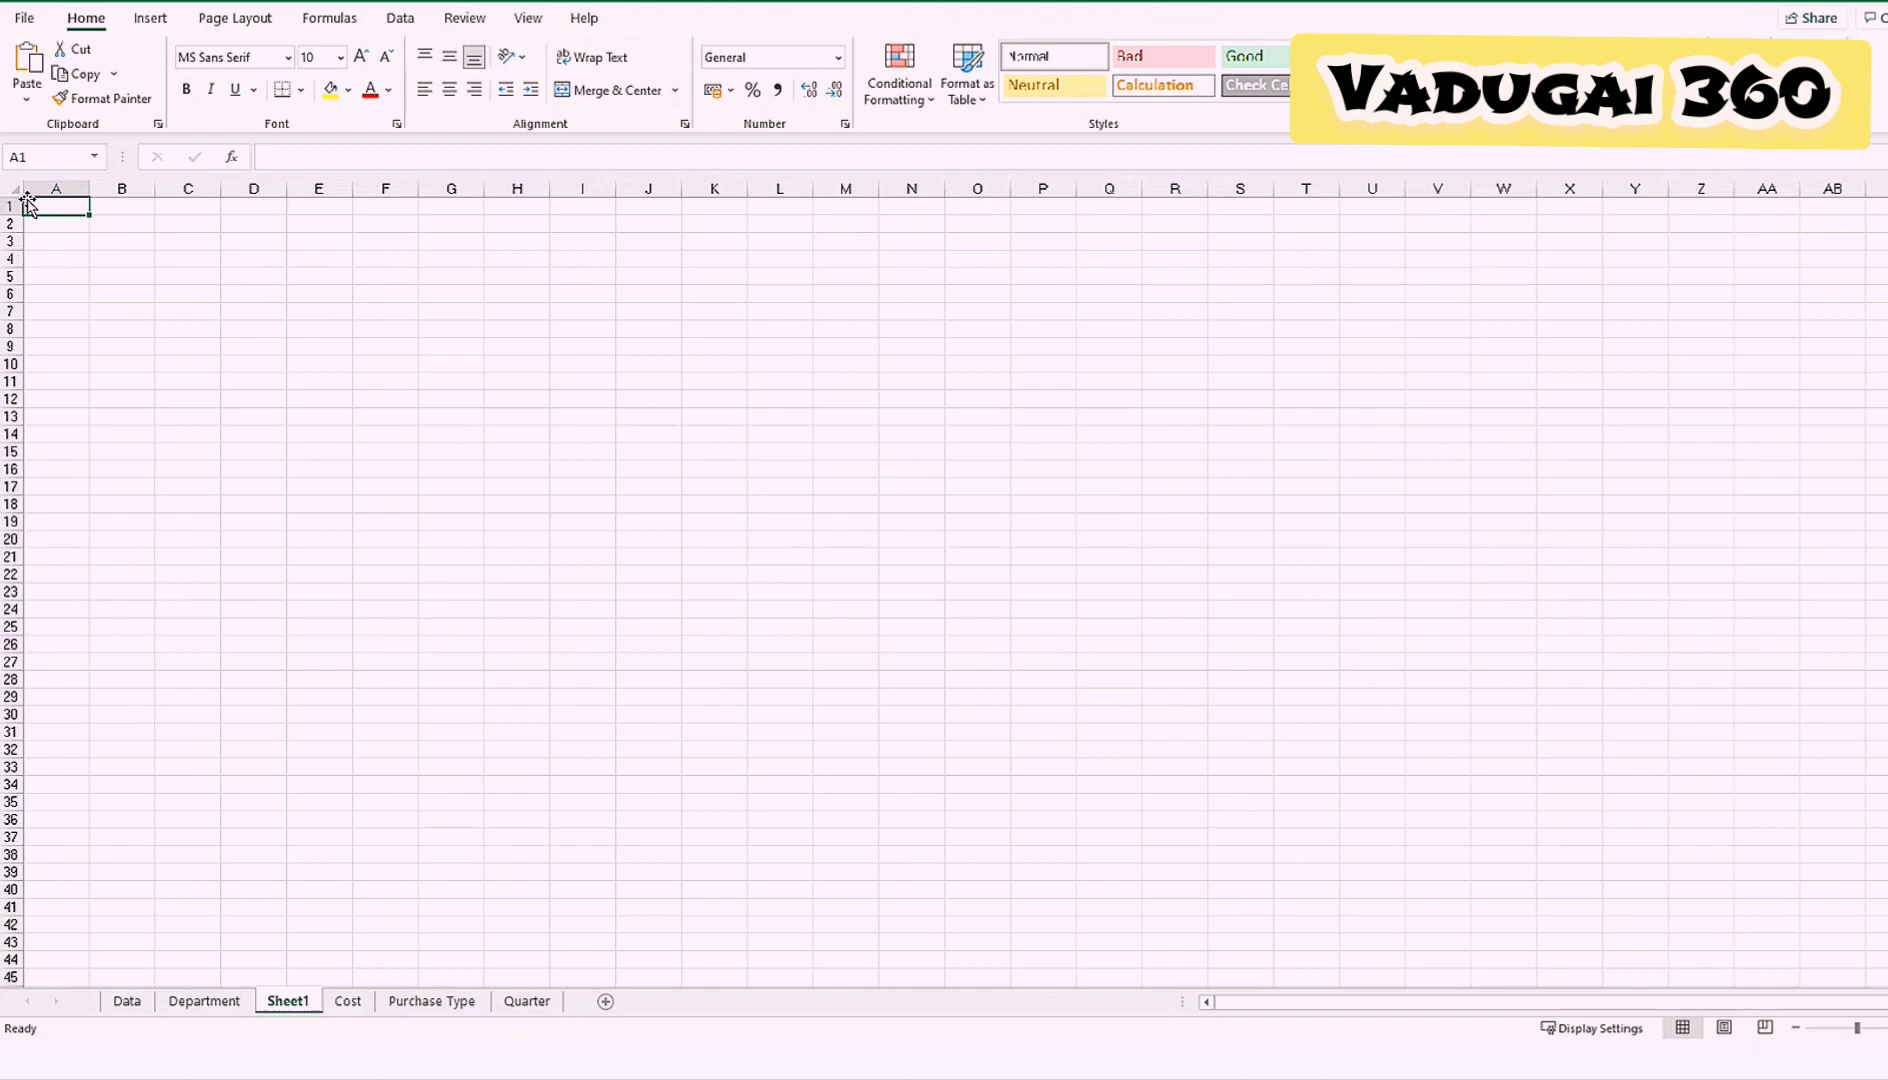 File Home Insert Page Layout Formulas Data Review View Help Share
Cut
Copy
Format Painter
Paste
Clipboard
MS Sans Serif 10
B I U
Font
Wrap Text
Merge & Center
Alignment
General
% ,
Number
Conditional Formatting
Format as Table
Normal Bad Good
Neutral Calculation
Styles
VADUGAI 360
A1 fx
A B C D E F G H I J K L M N O P Q R S T U V W X Y Z AA AB
1
2
3
4
5
6
7
8
9
10
11
12
13
14
15
16
17
18
19
20
21
22
23
24
25
26
27
28
29
30
31
32
33
34
35
36
37
38
39
40
41
42
43
44
45
Data Department Sheet1 Cost Purchase Type Quarter
Ready Display Settings